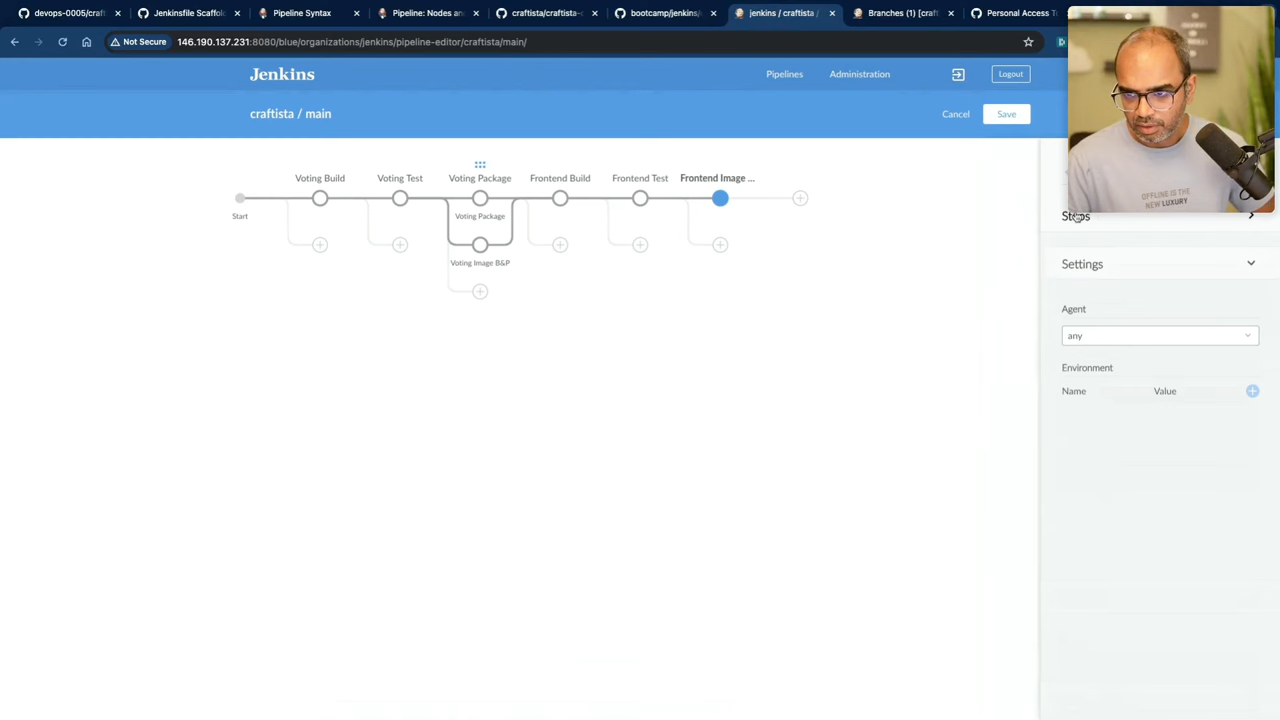 devops-0005/craft
Jenkinsfile Scaffolc
Pipeline Syntax
Pipeline: Nodes an
craftista/craftista-
bootcamp/jenkins/
jenkins / craftista /
Branches (1) [craft
Personal Access T
Not Secure
146.190.137.231:8080/blue/organizations/jenkins/pipeline-editor/craftista/main/
Jenkins
Pipelines
Administration
Logout
craftista / main
Cancel
Save
Voting Build
Voting Test
Voting Package
Frontend Build
Frontend Test
Frontend Image ...
Start
Voting Package
Voting Image B&P
Steps
Settings
Agent
any
Environment
Name
Value
OFFLINE IS THE
NEW LUXURY